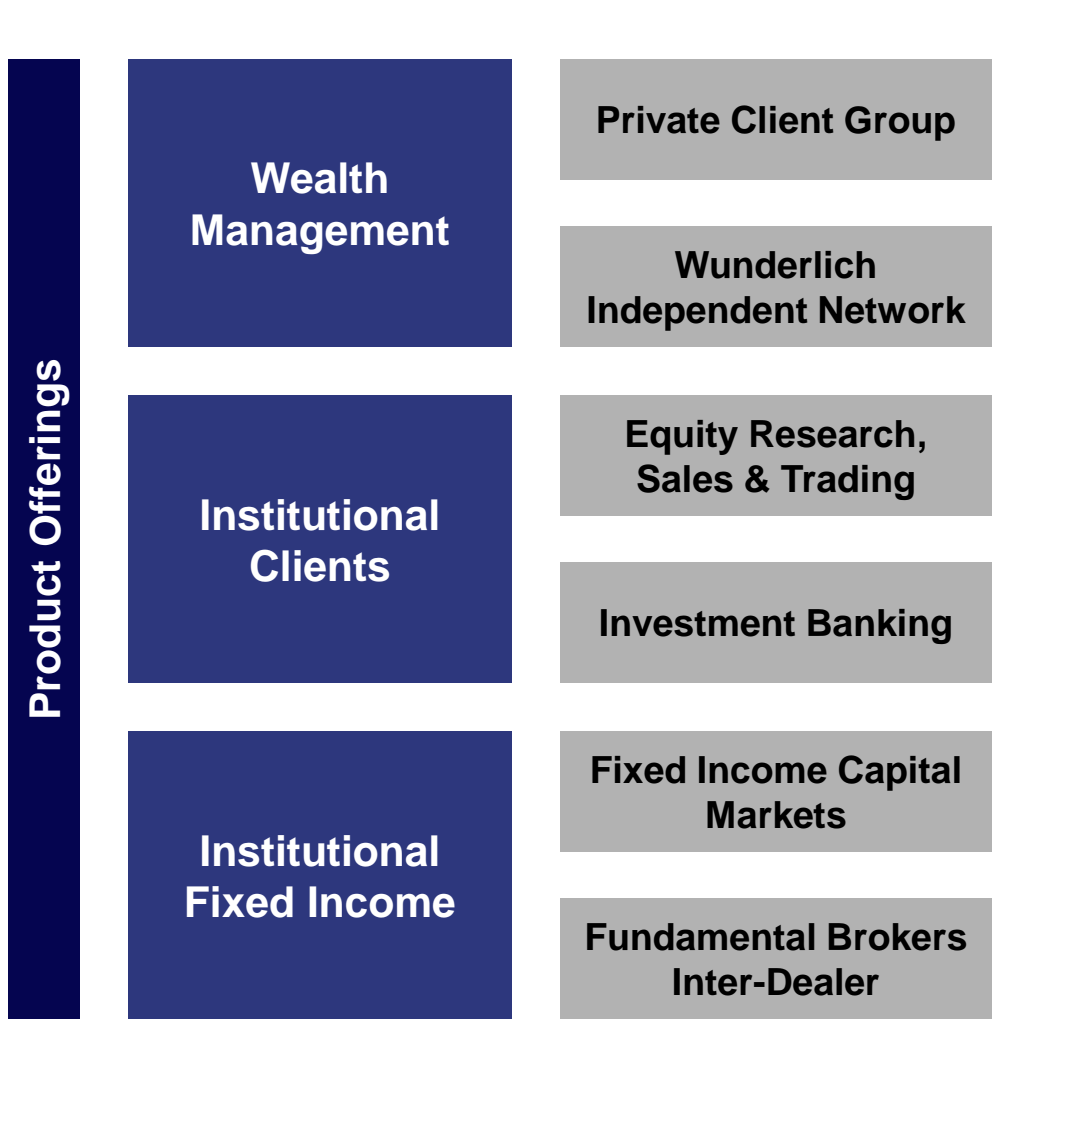 Product Offerings
Wealth
Management
Private Client Group
Wunderlich
Independent Network
Institutional
Clients
Equity Research,
Sales & Trading
Investment Banking
Institutional
Fixed Income
Fixed Income Capital
Markets
Fundamental Brokers
Inter-Dealer